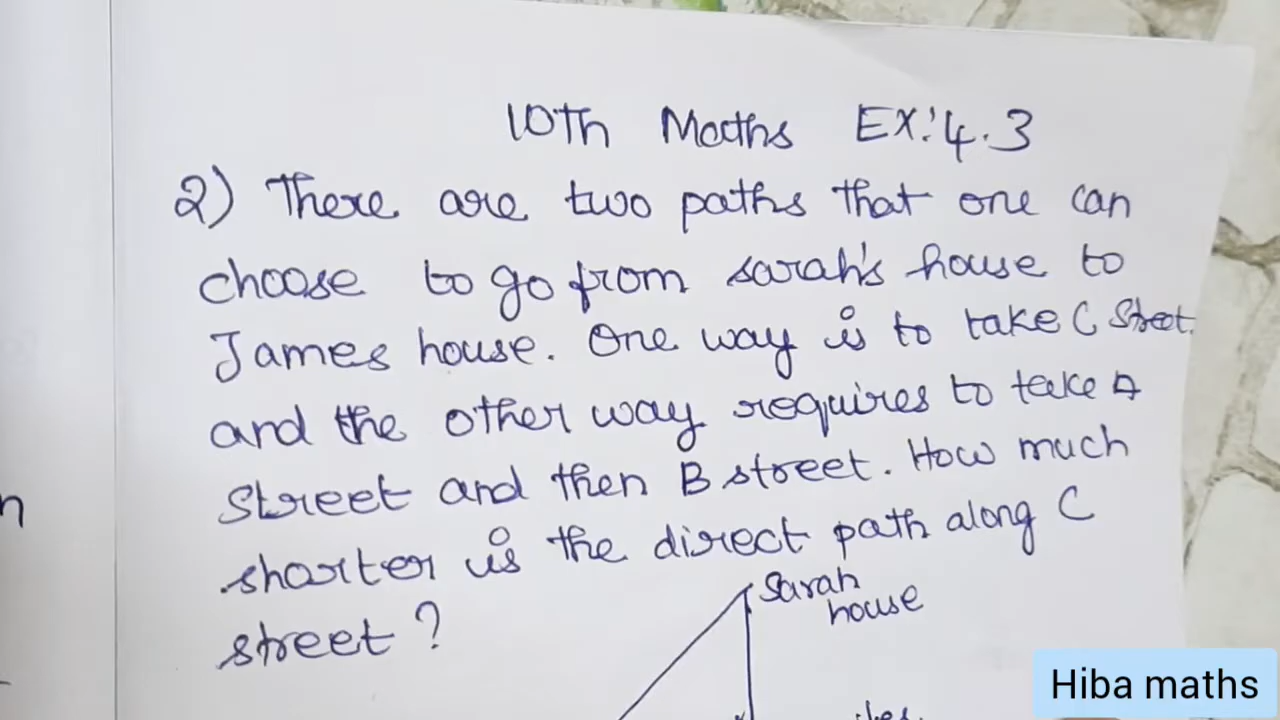 10th Maths Ex: 4.3
2) There are two paths that one can
choose to go from sarah's house to
James house. One way is to take C Street.
and the other way requires to take A
Street and then B street. How much
shorter is the direct path along C
street?
Sarah
house
Hiba maths